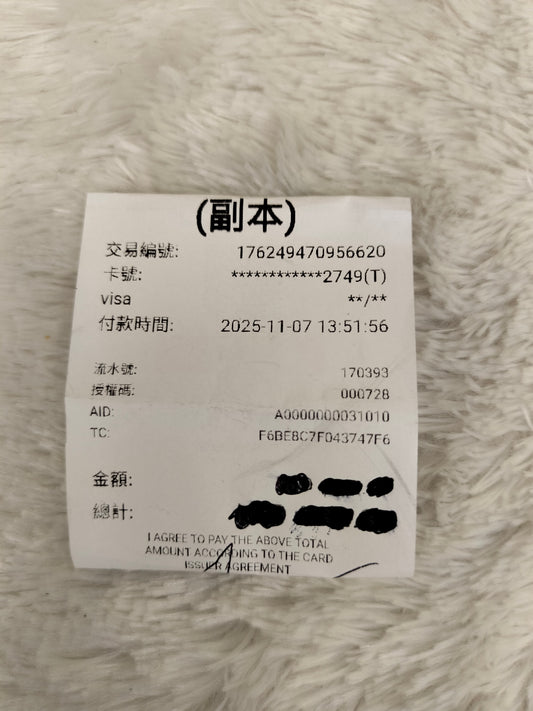 (副本)
交易編號: 176249470956620
卡號: ************2749(T)
visa **/**
付款時間: 2025-11-07 13:51:56
流水號: 170393
授權碼: 000728
AID: A0000000031010
TC: F6BE8C7F043747F6
金額:
總計:
I AGREE TO PAY THE ABOVE TOTAL
AMOUNT ACCORDING TO THE CARD
ISSUER AGREEMENT